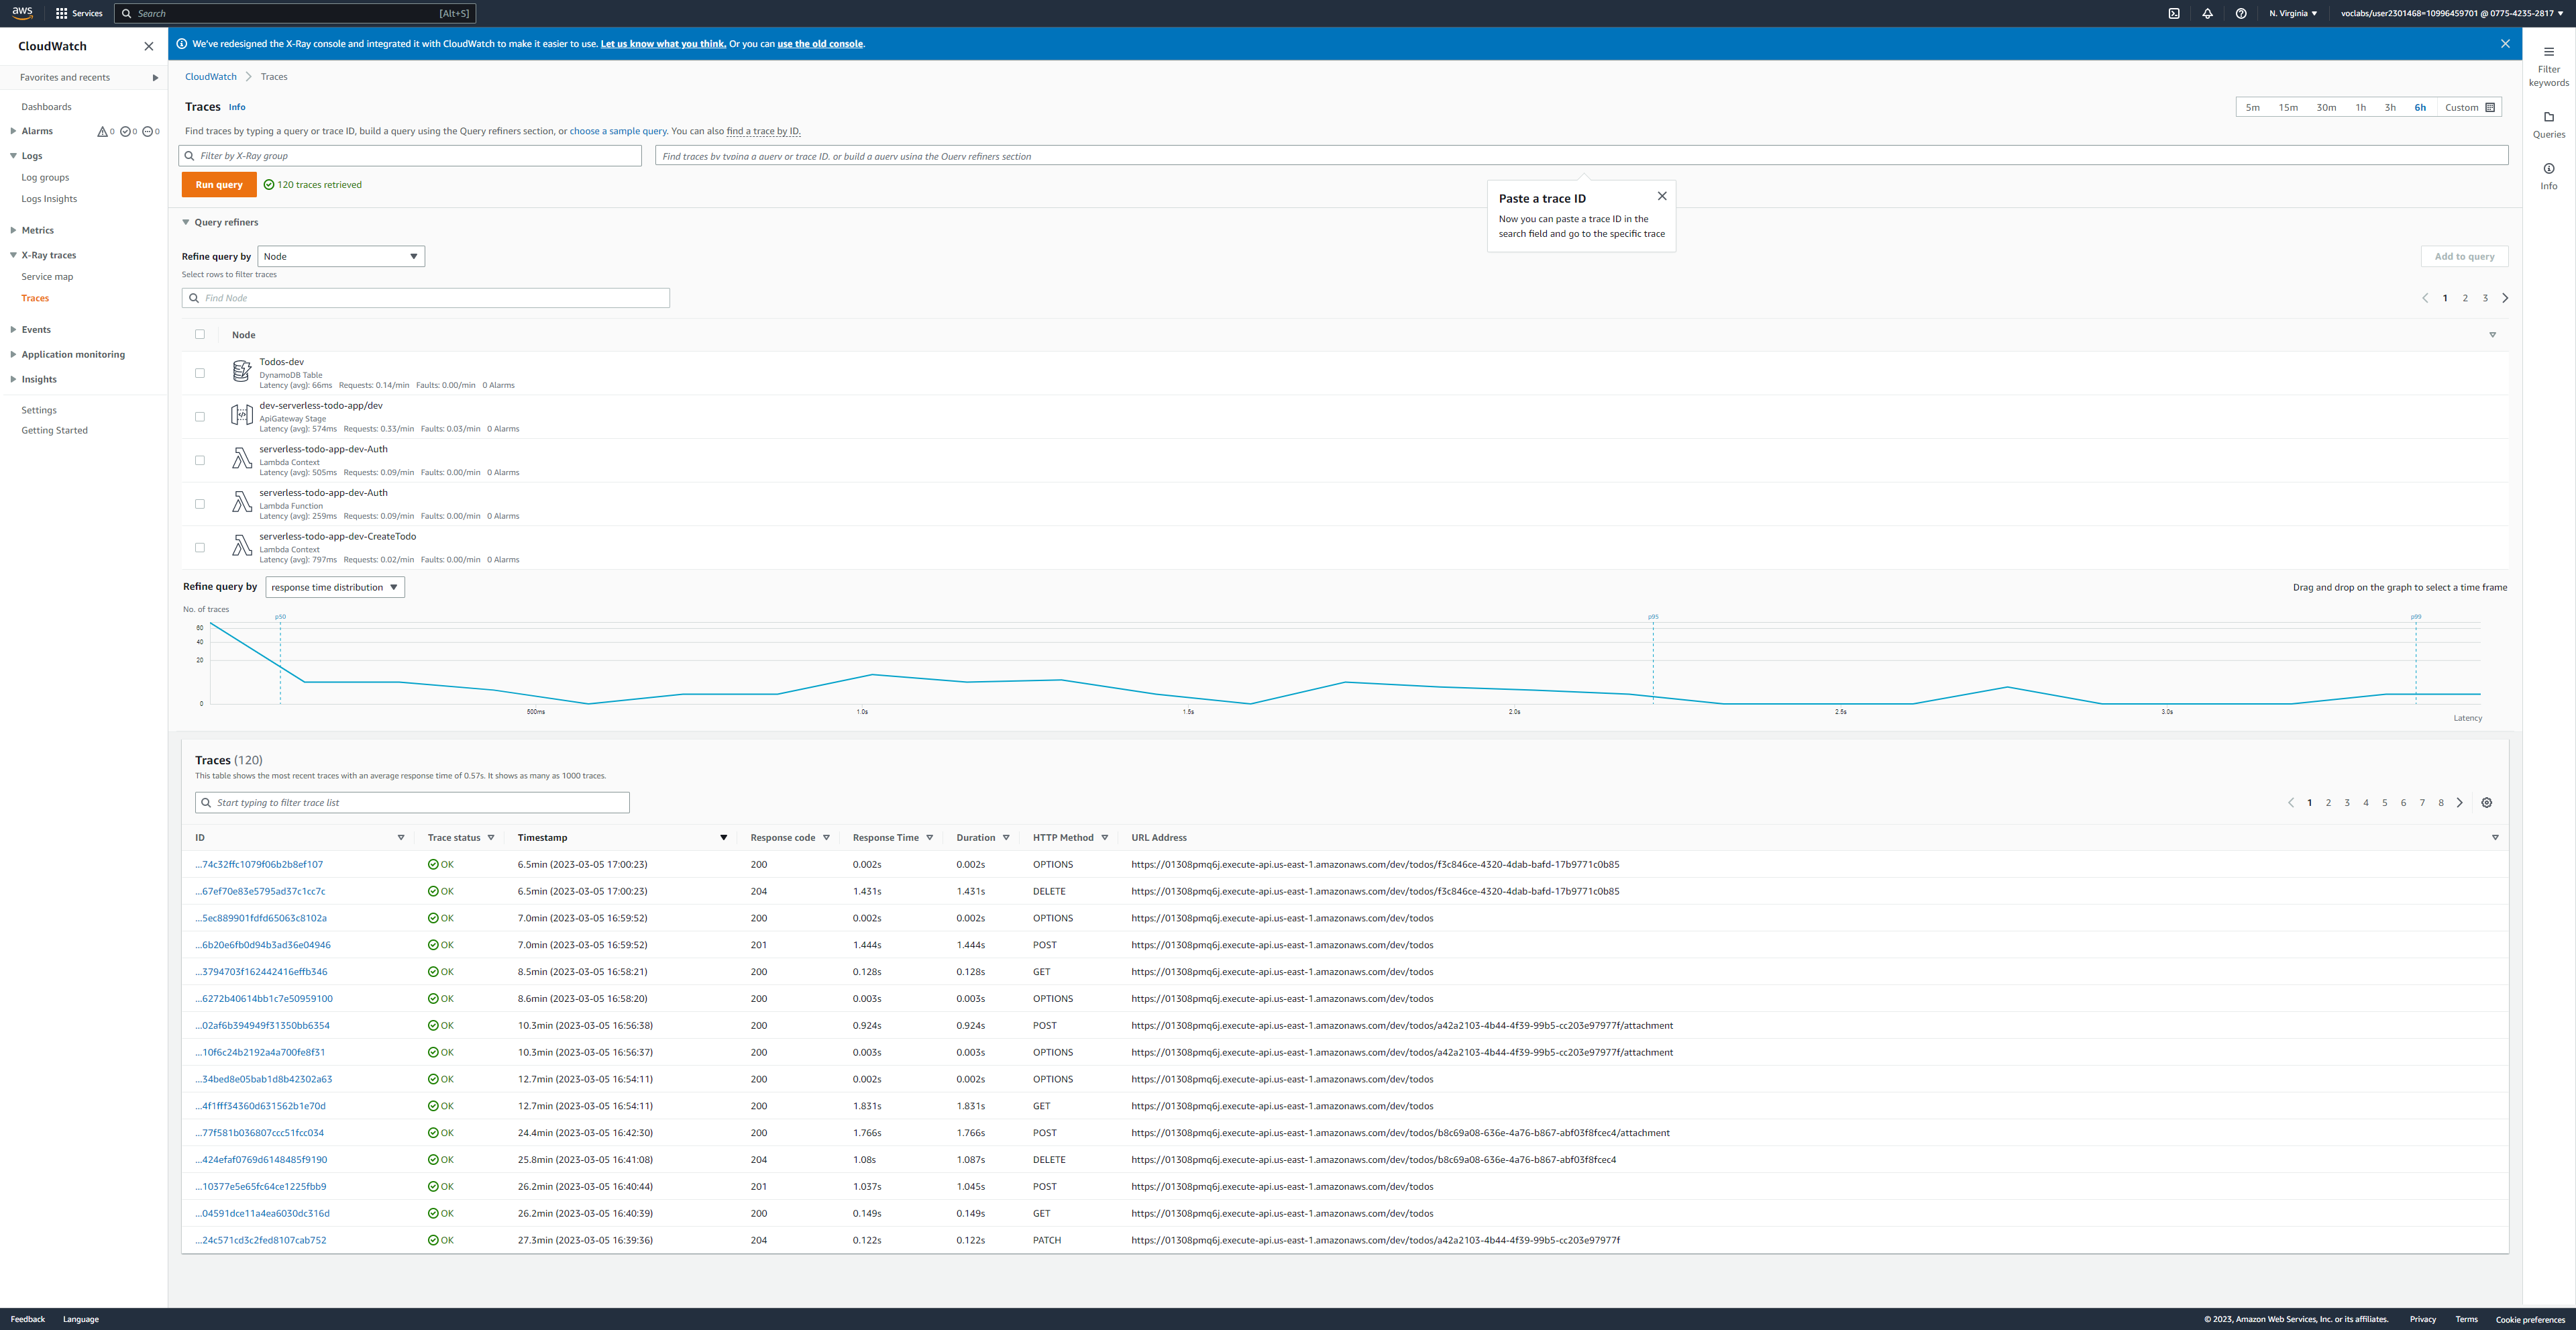 aws
Services
Search
[Alt+S]
N. Virginia
voclabs/user2301468=10996459701 @ 0775-4235-2817
CloudWatch
Favorites and recents
Dashboards
Alarms
0
0
0
Logs
Log groups
Logs Insights
Metrics
X-Ray traces
Service map
Traces
Events
Application monitoring
Insights
Settings
Getting Started
We've redesigned the X-Ray console and integrated it with CloudWatch to make it easier to use. Let us know what you think. Or you can use the old console.
CloudWatch
Traces
Traces
Info
5m
15m
30m
1h
3h
6h
Custom
Find traces by typing a query or trace ID, build a query using the Query refiners section, or choose a sample query. You can also find a trace by ID.
Filter by X-Ray group
Find traces by typing a query or trace ID, or build a query using the Query refiners section
Run query
120 traces retrieved
Paste a trace ID
Now you can paste a trace ID in the
search field and go to the specific trace
Filter
keywords
Queries
Info
Query refiners
Refine query by
Node
Select rows to filter traces
Add to query
Find Node
1 2 3
Node
Todos-dev
DynamoDB Table
Latency (avg): 66ms Requests: 0.14/min Faults: 0.00/min 0 Alarms
dev-serverless-todo-app/dev
ApiGateway Stage
Latency (avg): 574ms Requests: 0.33/min Faults: 0.03/min 0 Alarms
serverless-todo-app-dev-Auth
Lambda Context
Latency (avg): 505ms Requests: 0.09/min Faults: 0.00/min 0 Alarms
serverless-todo-app-dev-Auth
Lambda Function
Latency (avg): 259ms Requests: 0.09/min Faults: 0.00/min 0 Alarms
serverless-todo-app-dev-CreateTodo
Lambda Context
Latency (avg): 797ms Requests: 0.02/min Faults: 0.00/min 0 Alarms
Refine query by
response time distribution
Drag and drop on the graph to select a time frame
No. of traces
p50
p95
p99
60
40
20
0
500ms
1.0s
1.5s
2.0s
2.5s
3.0s
Latency
Traces (120)
This table shows the most recent traces with an average response time of 0.57s. It shows as many as 1000 traces.
Start typing to filter trace list
1 2 3 4 5 6 7 8
ID Trace status Timestamp Response code Response Time Duration HTTP Method URL Address
...74c32ffc1079f06b2b8ef107 OK 6.5min (2023-03-05 17:00:23) 200 0.002s 0.002s OPTIONS https://01308pmq6j.execute-api.us-east-1.amazonaws.com/dev/todos/f3c846ce-4320-4dab-bafd-17b9771c0b85
...67ef70e83e5795ad37c1cc7c OK 6.5min (2023-03-05 17:00:23) 204 1.431s 1.431s DELETE https://01308pmq6j.execute-api.us-east-1.amazonaws.com/dev/todos/f3c846ce-4320-4dab-bafd-17b9771c0b85
...5ec889901fdfd65063c8102a OK 7.0min (2023-03-05 16:59:52) 200 0.002s 0.002s OPTIONS https://01308pmq6j.execute-api.us-east-1.amazonaws.com/dev/todos
...6b20e6fb0d94b3ad36e04946 OK 7.0min (2023-03-05 16:59:52) 201 1.444s 1.444s POST https://01308pmq6j.execute-api.us-east-1.amazonaws.com/dev/todos
...3794703f162442416effb346 OK 8.5min (2023-03-05 16:58:21) 200 0.128s 0.128s GET https://01308pmq6j.execute-api.us-east-1.amazonaws.com/dev/todos
...6272b40614bb1c7e50959100 OK 8.6min (2023-03-05 16:58:20) 200 0.003s 0.003s OPTIONS https://01308pmq6j.execute-api.us-east-1.amazonaws.com/dev/todos
...02af6b394949f31350bb6354 OK 10.3min (2023-03-05 16:56:38) 200 0.924s 0.924s POST https://01308pmq6j.execute-api.us-east-1.amazonaws.com/dev/todos/a42a2103-4b44-4f39-99b5-cc203e97977f/attachment
...10f6c24b2192a4a700fe8f31 OK 10.3min (2023-03-05 16:56:37) 200 0.003s 0.003s OPTIONS https://01308pmq6j.execute-api.us-east-1.amazonaws.com/dev/todos/a42a2103-4b44-4f39-99b5-cc203e97977f/attachment
...34bed8e05bab1d8b42302a63 OK 12.7min (2023-03-05 16:54:11) 200 0.002s 0.002s OPTIONS https://01308pmq6j.execute-api.us-east-1.amazonaws.com/dev/todos
...4f1fff34360d631562b1e70d OK 12.7min (2023-03-05 16:54:11) 200 1.831s 1.831s GET https://01308pmq6j.execute-api.us-east-1.amazonaws.com/dev/todos
...77f581b036807ccc51fcc034 OK 24.4min (2023-03-05 16:42:30) 200 1.766s 1.766s POST https://01308pmq6j.execute-api.us-east-1.amazonaws.com/dev/todos/b8c69a08-636e-4a76-b867-abf03f8fcec4/attachment
...424efaf0769d6148485f9190 OK 25.8min (2023-03-05 16:41:08) 204 1.08s 1.087s DELETE https://01308pmq6j.execute-api.us-east-1.amazonaws.com/dev/todos/b8c69a08-636e-4a76-b867-abf03f8fcec4
...10377e5e65fc64ce1225fbb9 OK 26.2min (2023-03-05 16:40:44) 201 1.037s 1.045s POST https://01308pmq6j.execute-api.us-east-1.amazonaws.com/dev/todos
...04591dce11a4ea6030dc316d OK 26.2min (2023-03-05 16:40:39) 200 0.149s 0.149s GET https://01308pmq6j.execute-api.us-east-1.amazonaws.com/dev/todos
...24c571cd3c2fed8107cab752 OK 27.3min (2023-03-05 16:39:36) 204 0.122s 0.122s PATCH https://01308pmq6j.execute-api.us-east-1.amazonaws.com/dev/todos/a42a2103-4b44-4f39-99b5-cc203e97977f
Feedback
Language
© 2023, Amazon Web Services, Inc. or its affiliates.
Privacy
Terms
Cookie preferences